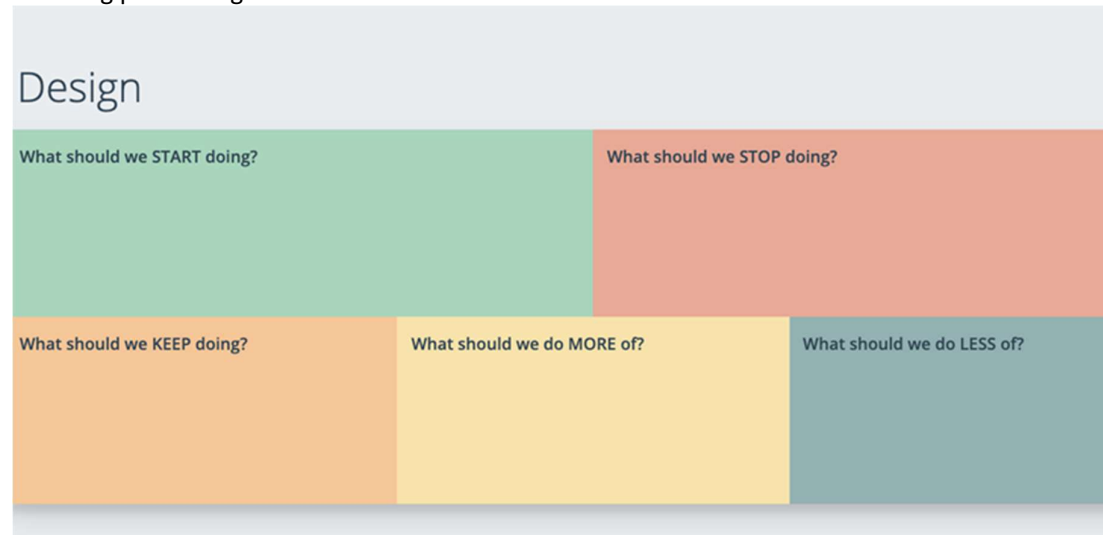 Design
What should we START doing?
What should we STOP doing?
What should we KEEP doing?
What should we do MORE of?
What should we do LESS of?